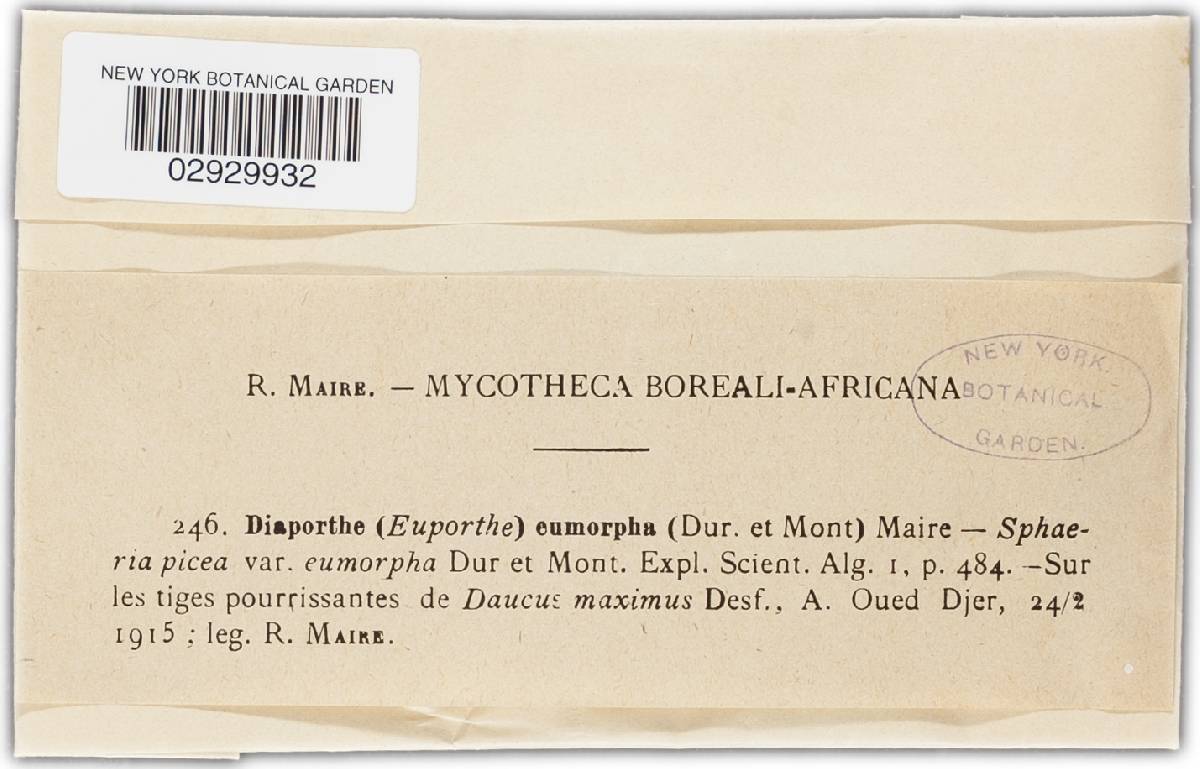 NEW YORK BOTANICAL GARDEN
02929932
R. MAIRE. — MYCOTHECA BOREALI-AFRICANA
NEW YORK
BOTANICAL
GARDEN.
246. Diaporthe (Euporthe) eumorpha (Dur. et Mont) Maire — Sphae-
ria picea var. eumorpha Dur et Mont. Expl. Scient. Alg. 1, p. 484. —Sur
les tiges pourrissantes de Daucus maximus Desf., A. Oued Djer, 24/2
1915 ; leg. R. MAIRE.